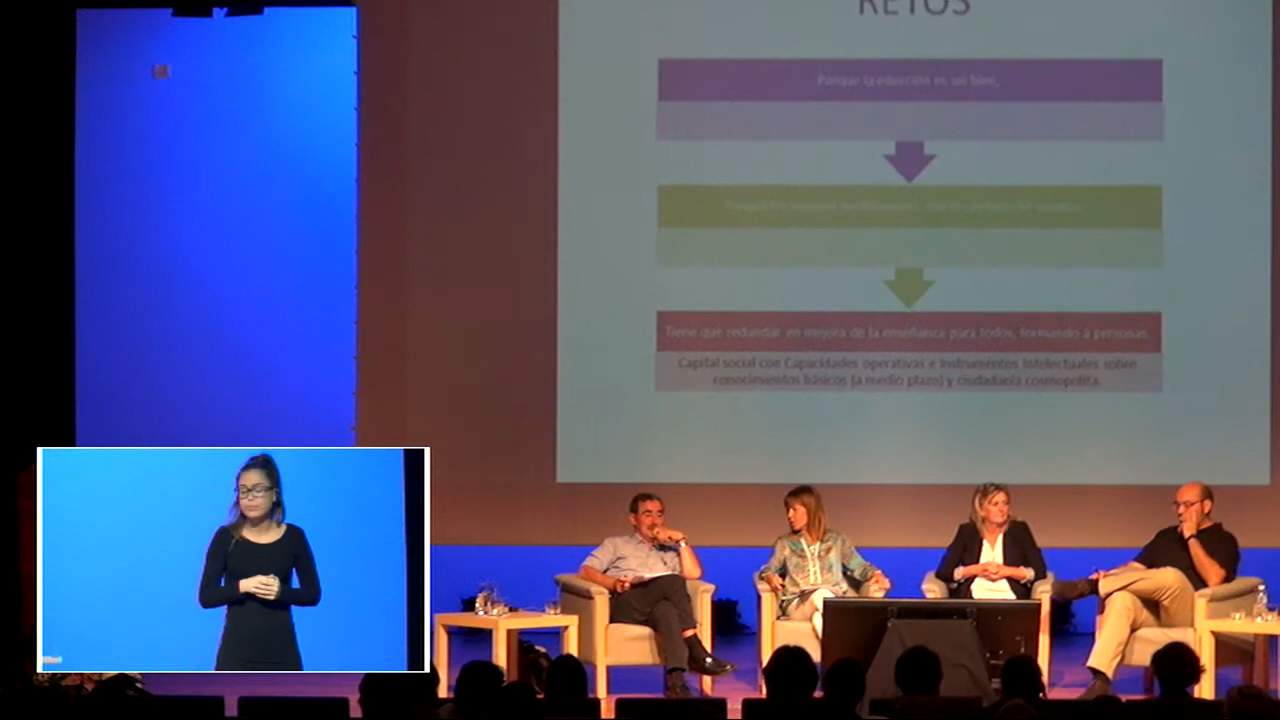 RETOS
Porque la educción es un bien,
Tiene que redundar en mejora de la enseñanza para todos, formando a personas.
Capital social con Capacidades operativas e Instrumentos intelectuales sobre
conocimientos básicos (a medio plazo) y ciudadanía cosmopolita.